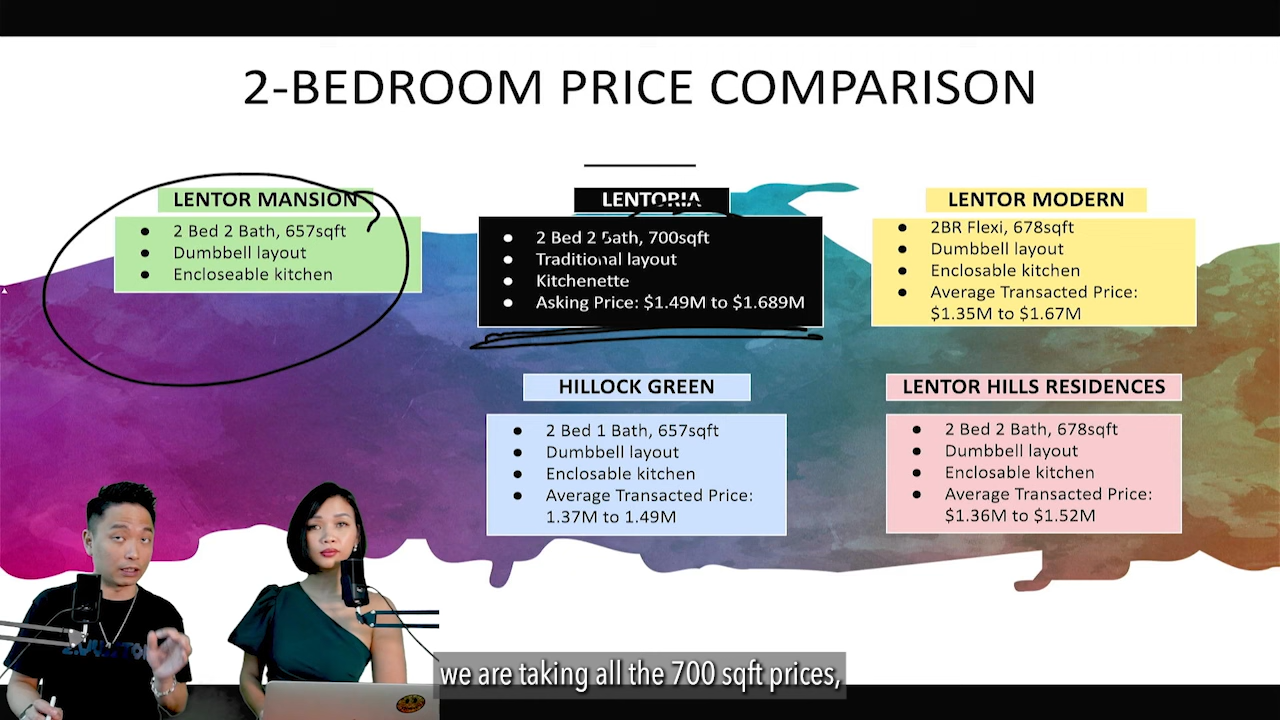 2-BEDROOM PRICE COMPARISON
LENTOR MANSION
• 2 Bed 2 Bath, 657sqft
• Dumbbell layout
• Encloseable kitchen
LENTORIA
• 2 Bed 2 Bath, 700sqft
• Traditional layout
• Kitchenette
• Asking Price: $1.49M to $1.689M
LENTOR MODERN
• 2BR Flexi, 678sqft
• Dumbbell layout
• Enclosable kitchen
• Average Transacted Price:
$1.35M to $1.67M
HILLOCK GREEN
• 2 Bed 1 Bath, 657sqft
• Dumbbell layout
• Enclosable kitchen
• Average Transacted Price:
1.37M to 1.49M
LENTOR HILLS RESIDENCES
• 2 Bed 2 Bath, 678sqft
• Dumbbell layout
• Enclosable kitchen
• Average Transacted Price:
$1.36M to $1.52M
we are taking all the 700 sqft prices,